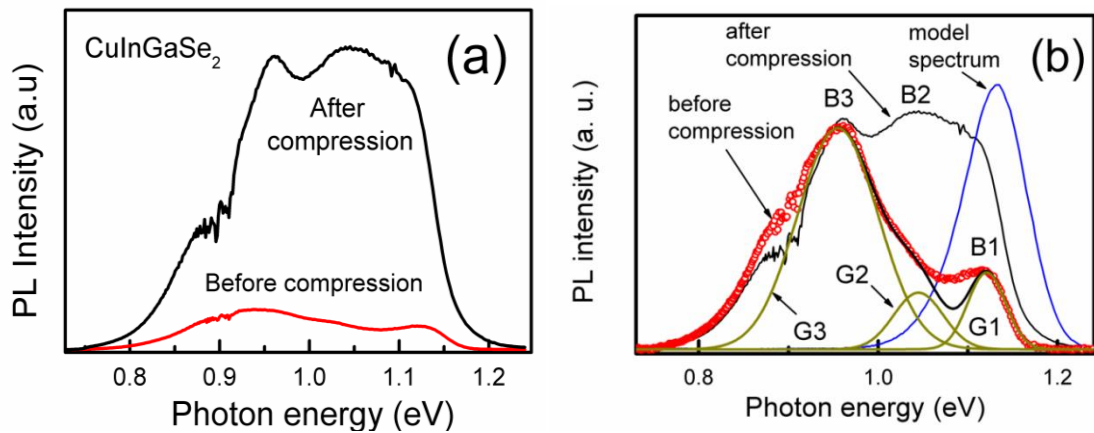 CuInGaSe₂
(a)
After
compression
Before compression
PL Intensity (a.u)
0.8 0.9 1.0 1.1 1.2
Photon energy (eV)
after
compression
model
spectrum
(b)
before
compression
B3
B2
B1
G2
G3
G1
PL intensity (a. u.)
0.8 1.0 1.2
Photon energy (eV)